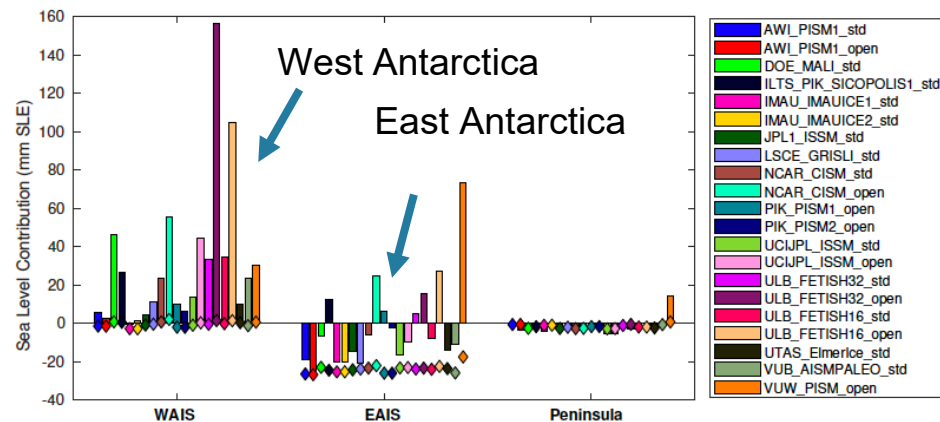 160
140
120
100
80
60
40
20
0
-20
-40
Sea Level Contribution (mm SLE)
West Antarctica
East Antarctica
WAIS
EAIS
Peninsula
AWI_PISM1_std
AWI_PISM1_open
DOE_MALI_std
ILTS_PIK_SICOPOLIS1_std
IMAU_IMAUICE1_std
IMAU_IMAUICE2_std
JPL1_ISSM_std
LSCE_GRISLI_std
NCAR_CISM_std
NCAR_CISM_open
PIK_PISM1_open
PIK_PISM2_open
UCIJPL_ISSM_std
UCIJPL_ISSM_open
ULB_FETISH32_std
ULB_FETISH32_open
ULB_FETISH16_std
ULB_FETISH16_open
UTAS_ElmerIce_std
VUB_AISMPALEO_std
VUW_PISM_open